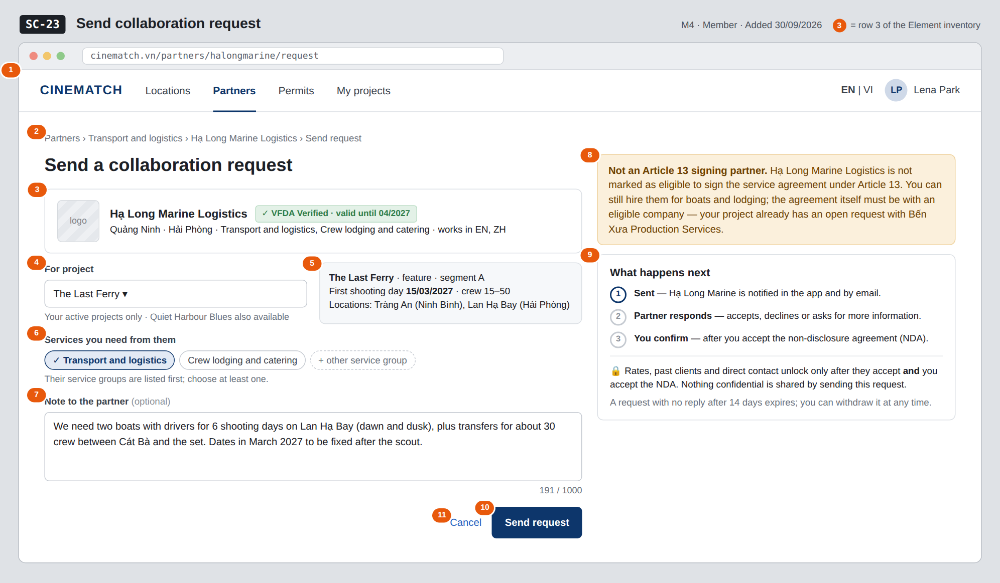 SC-23 Send collaboration request
M4 · Member · Added 30/09/2026 3 = row 3 of the Element inventory
cinematch.vn/partners/halongmarine/request
1
CINEMATCH Locations Partners Permits My projects EN | VI LP Lena Park
2
Partners › Transport and logistics › Hạ Long Marine Logistics › Send request
Send a collaboration request
3
logo
Hạ Long Marine Logistics ✓ VFDA Verified · valid until 04/2027
Quảng Ninh · Hải Phòng · Transport and logistics, Crew lodging and catering · works in EN, ZH
4
For project
The Last Ferry ▾
Your active projects only · Quiet Harbour Blues also available
5
The Last Ferry · feature · segment A
First shooting day 15/03/2027 · crew 15–50
Locations: Tràng An (Ninh Bình), Lan Hạ Bay (Hải Phòng)
6
Services you need from them
✓ Transport and logistics Crew lodging and catering + other service group
Their service groups are listed first; choose at least one.
7
Note to the partner (optional)
We need two boats with drivers for 6 shooting days on Lan Hạ Bay (dawn and dusk), plus transfers for about 30
crew between Cát Bà and the set. Dates in March 2027 to be fixed after the scout.
191 / 1000
11
Cancel
10
Send request
8
Not an Article 13 signing partner. Hạ Long Marine Logistics is not
marked as eligible to sign the service agreement under Article 13. You can
still hire them for boats and lodging; the agreement itself must be with an
eligible company — your project already has an open request with Bến
Xưa Production Services.
9
What happens next
1 Sent — Hạ Long Marine is notified in the app and by email.
2 Partner responds — accepts, declines or asks for more information.
3 You confirm — after you accept the non-disclosure agreement (NDA).
🔒 Rates, past clients and direct contact unlock only after they accept and you
accept the NDA. Nothing confidential is shared by sending this request.
A request with no reply after 14 days expires; you can withdraw it at any time.